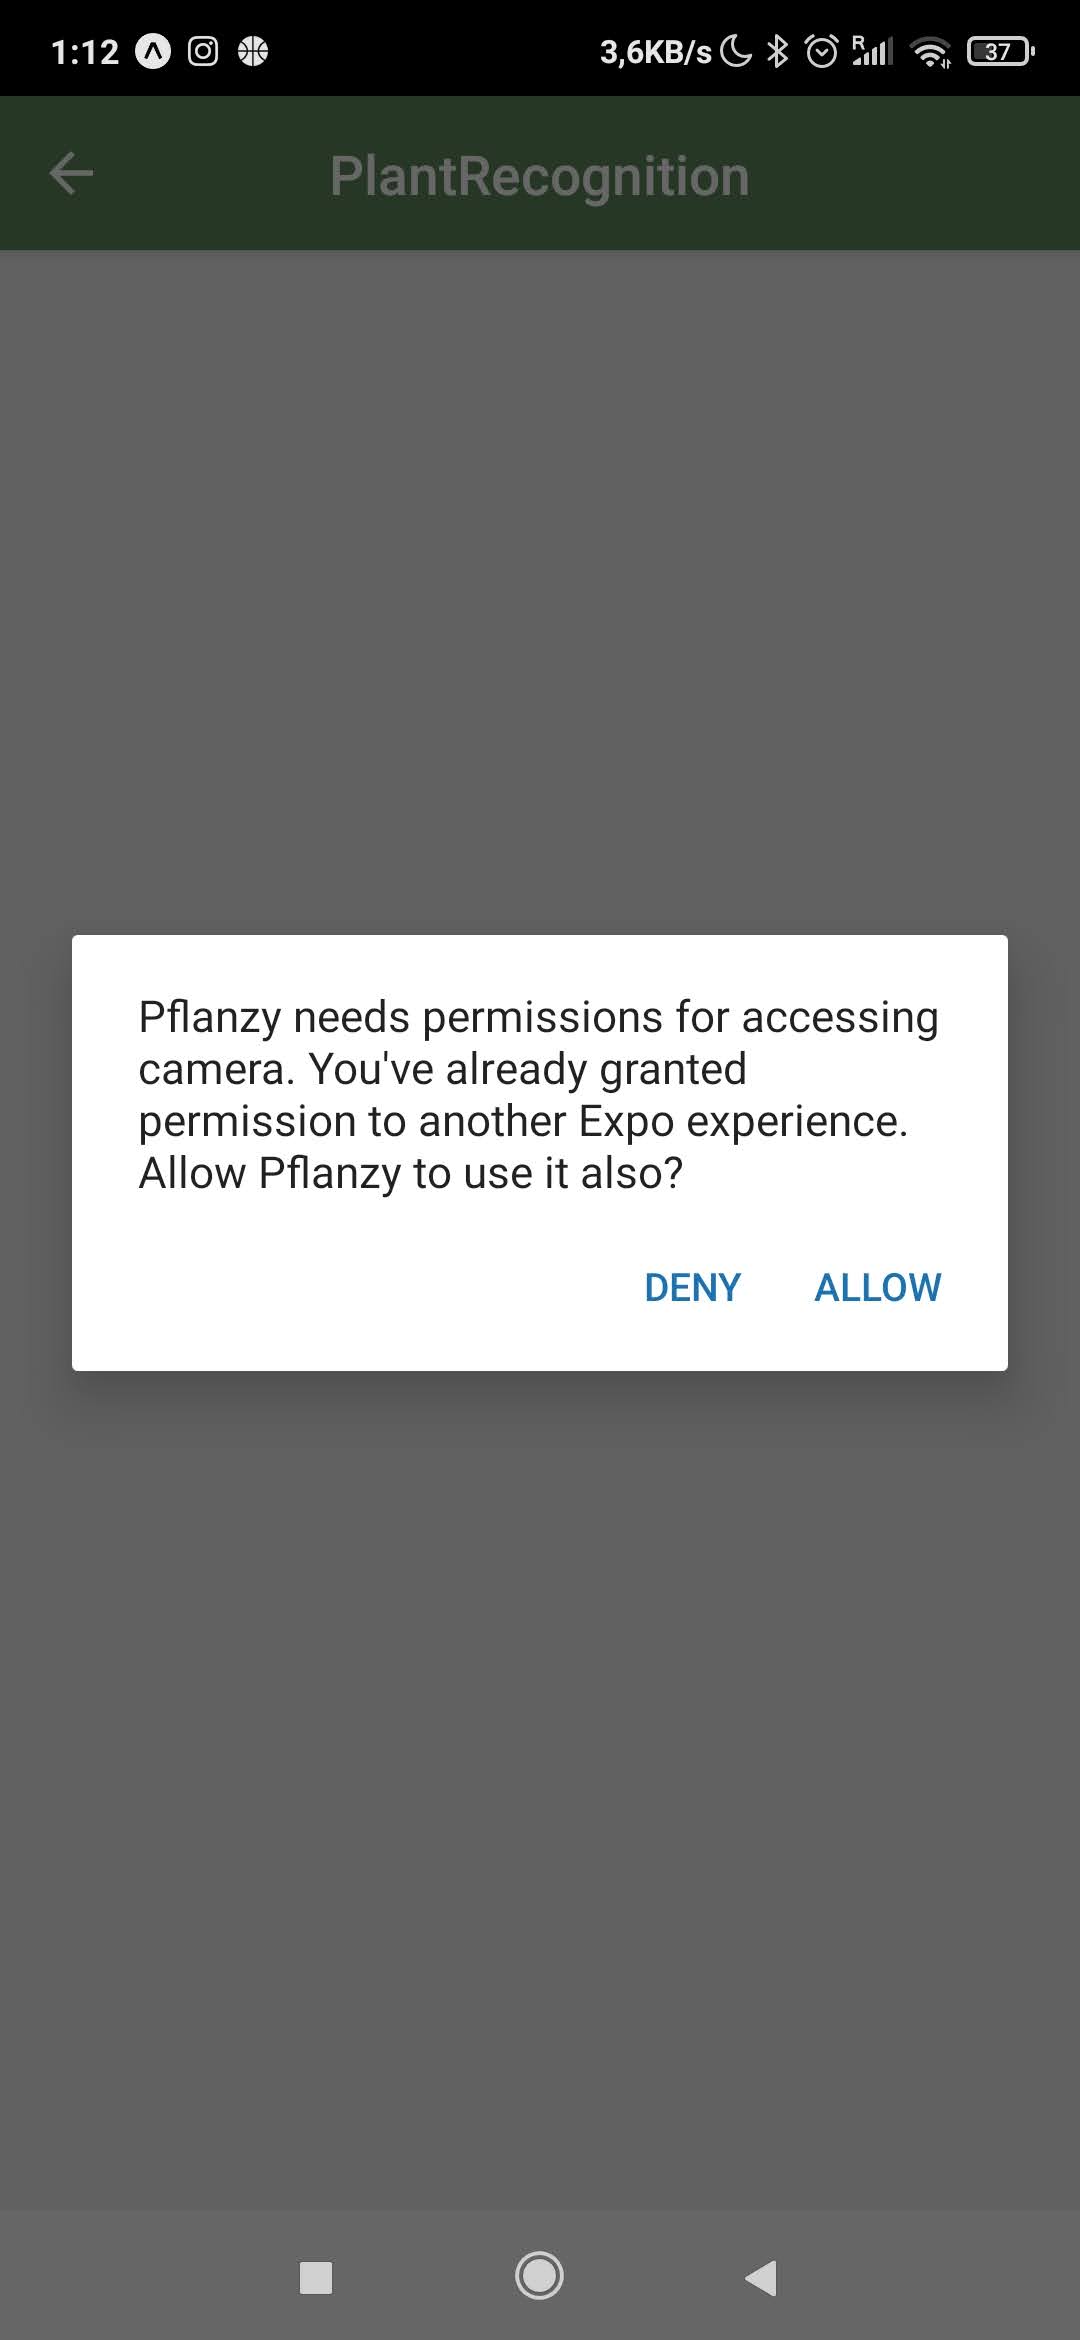 1:12 3,6KB/s R 37
PlantRecognition
Pflanzy needs permissions for accessing
camera. You've already granted
permission to another Expo experience.
Allow Pflanzy to use it also?
DENY ALLOW